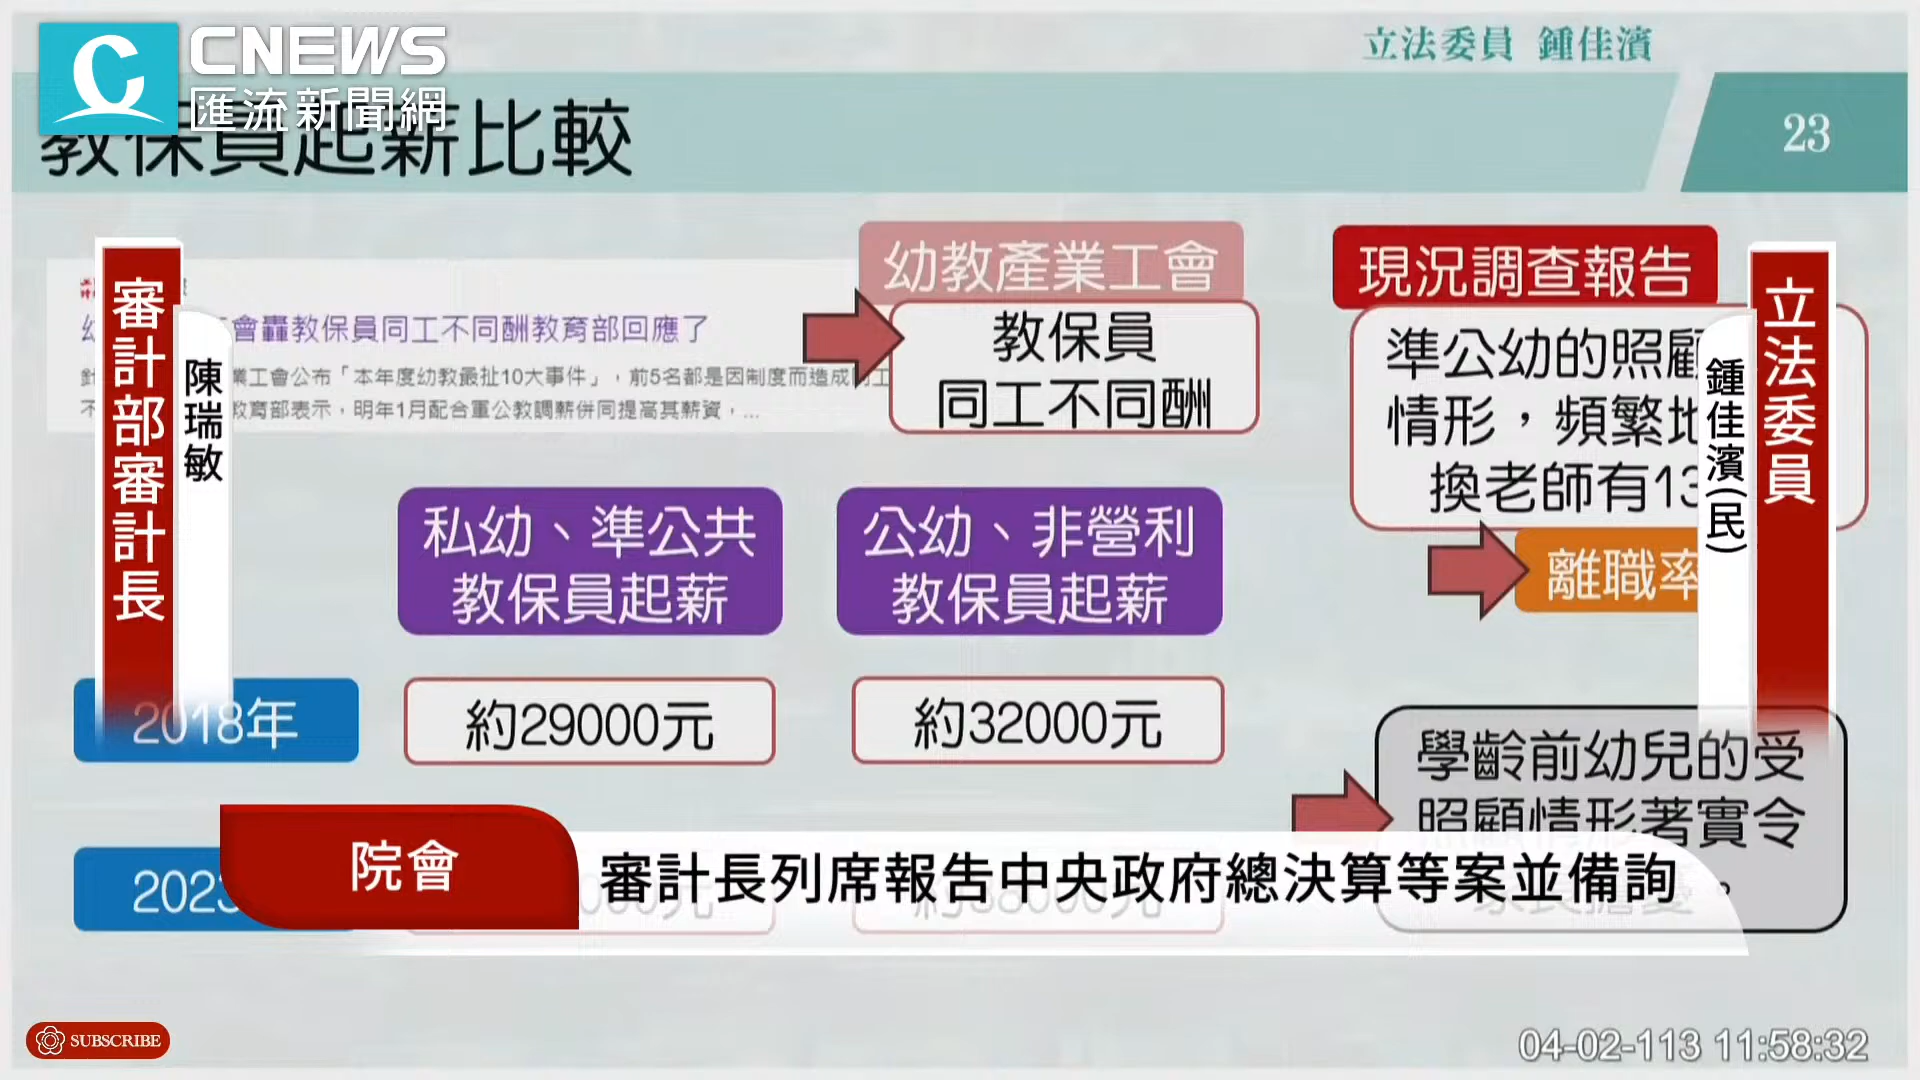 CNEWS
匯流新聞網
立法委員 鍾佳濱
教保員起薪比較
23
幼教產業工會
教保員
同工不同酬
現況調查報告
準公幼的照顧
情形，頻繁地
換老師有13
離職率
會轟教保員同工不同酬教育部回應了
業工會公布「本年度幼教最扯10大事件」，前5名都是因制度而造成
教育部表示，明年1月配合軍公教調薪併同提高其薪資，...
審計部審計長
陳瑞敏
立法委員
鍾佳濱(民)
私幼、準公共
教保員起薪
公幼、非營利
教保員起薪
2018年
約29000元
約32000元
學齡前幼兒的受
照顧情形著實令
2023
約38000元
院會
審計長列席報告中央政府總決算等案並備詢
SUBSCRIBE
04-02-113 11:58:32